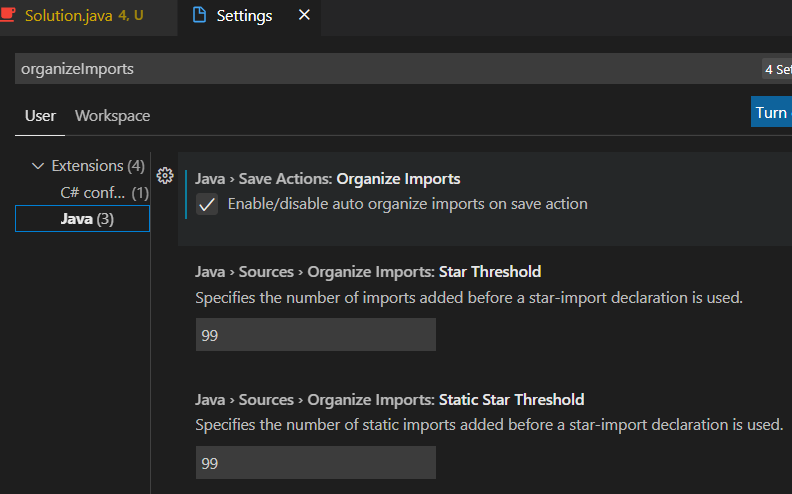 Solution.java 4, U
Settings
organizeImports
4 Set
User
Workspace
Turn
Extensions (4)
C# conf... (1)
Java (3)
Java › Save Actions: Organize Imports
Enable/disable auto organize imports on save action
Java › Sources › Organize Imports: Star Threshold
Specifies the number of imports added before a star-import declaration is used.
99
Java › Sources › Organize Imports: Static Star Threshold
Specifies the number of static imports added before a star-import declaration is used.
99